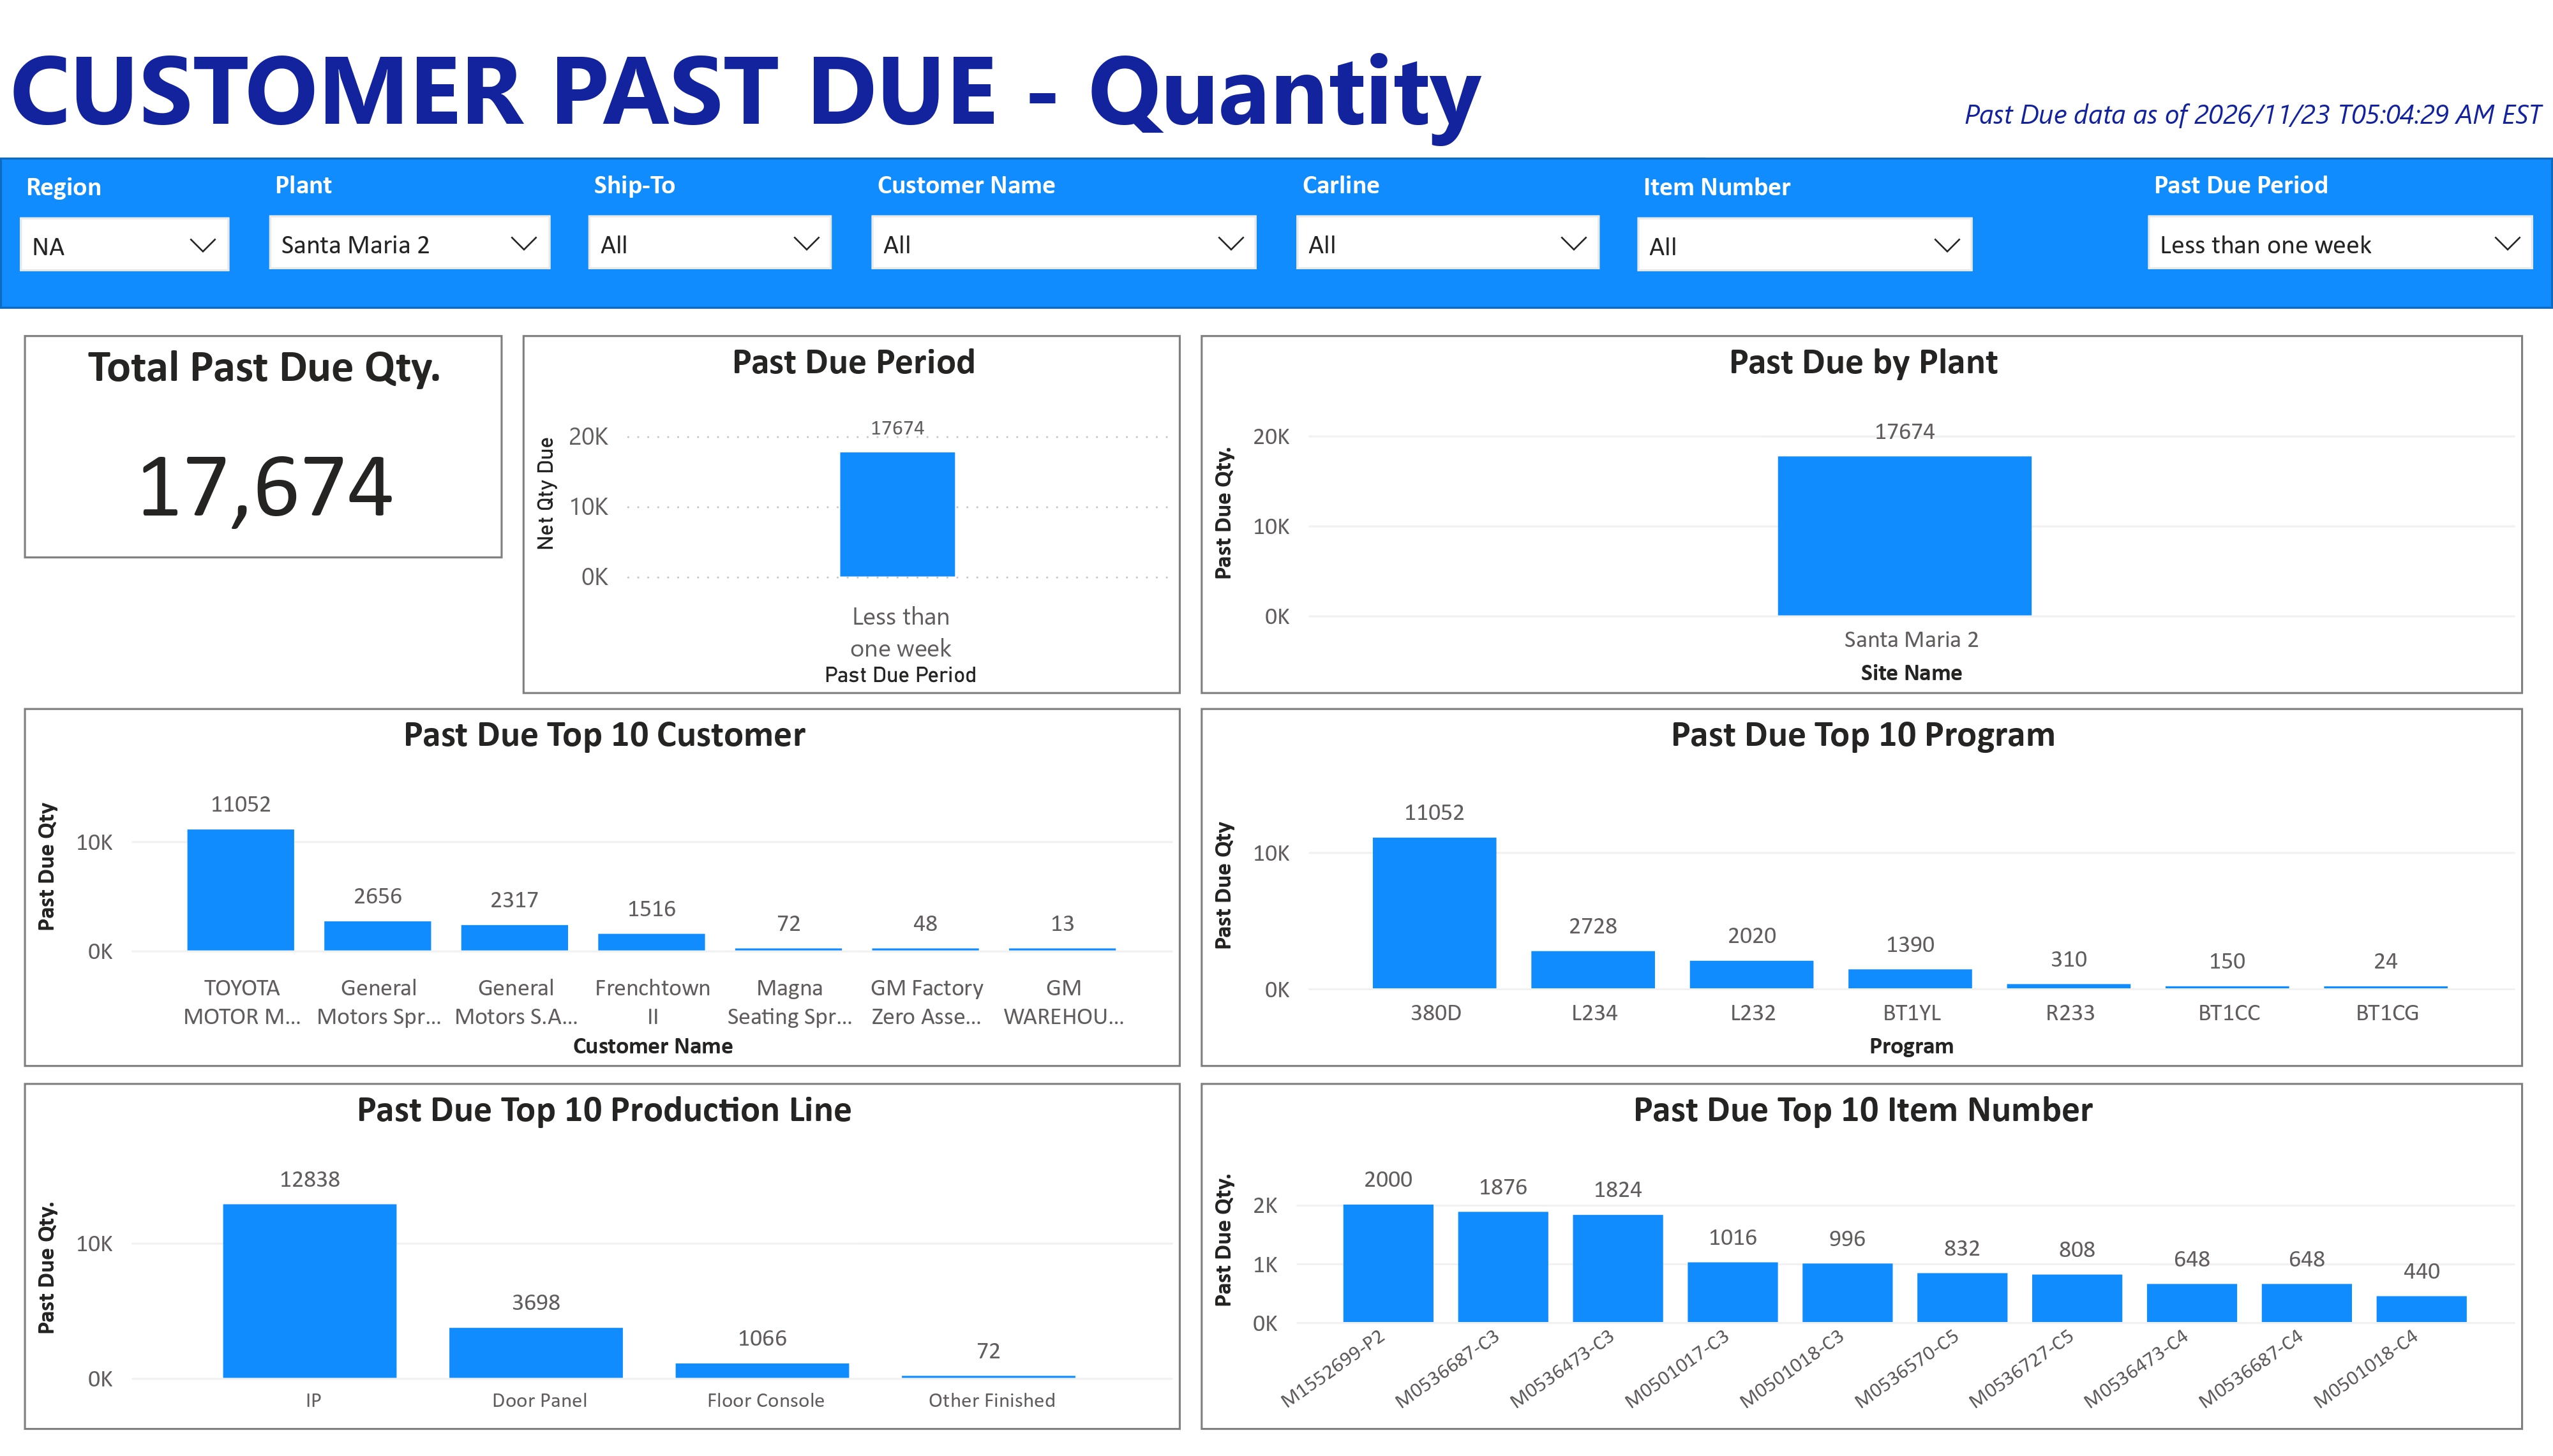 CUSTOMER PAST DUE - Quantity
Past Due data as of 2026/11/23 T05:04:29 AM EST
Region
Plant
Ship-To
Customer Name
Carline
Item Number
Past Due Period
NA
Santa Maria 2
All
All
All
All
Less than one week
Total Past Due Qty.
17,674
Past Due Period
Net Qty Due
20K
10K
0K
17674
Less than
one week
Past Due Period
Past Due by Plant
Past Due Qty.
20K
10K
0K
17674
Santa Maria 2
Site Name
Past Due Top 10 Customer
Past Due Qty
10K
0K
11052
2656
2317
1516
72
48
13
TOYOTA
MOTOR M...
General
Motors Spr...
General
Motors S.A...
Frenchtown
II
Magna
Seating Spr...
GM Factory
Zero Asse...
GM
WAREHOU...
Customer Name
Past Due Top 10 Program
Past Due Qty
10K
0K
11052
2728
2020
1390
310
150
24
380D
L234
L232
BT1YL
R233
BT1CC
BT1CG
Program
Past Due Top 10 Production Line
Past Due Qty.
10K
0K
12838
3698
1066
72
IP
Door Panel
Floor Console
Other Finished
Past Due Top 10 Item Number
Past Due Qty.
2K
1K
0K
2000
1876
1824
1016
996
832
808
648
648
440
M1552699-P2
M0536687-C3
M0536473-C3
M0501017-C3
M0501018-C3
M0536570-C5
M0536727-C5
M0536473-C4
M0536687-C4
M0501018-C4